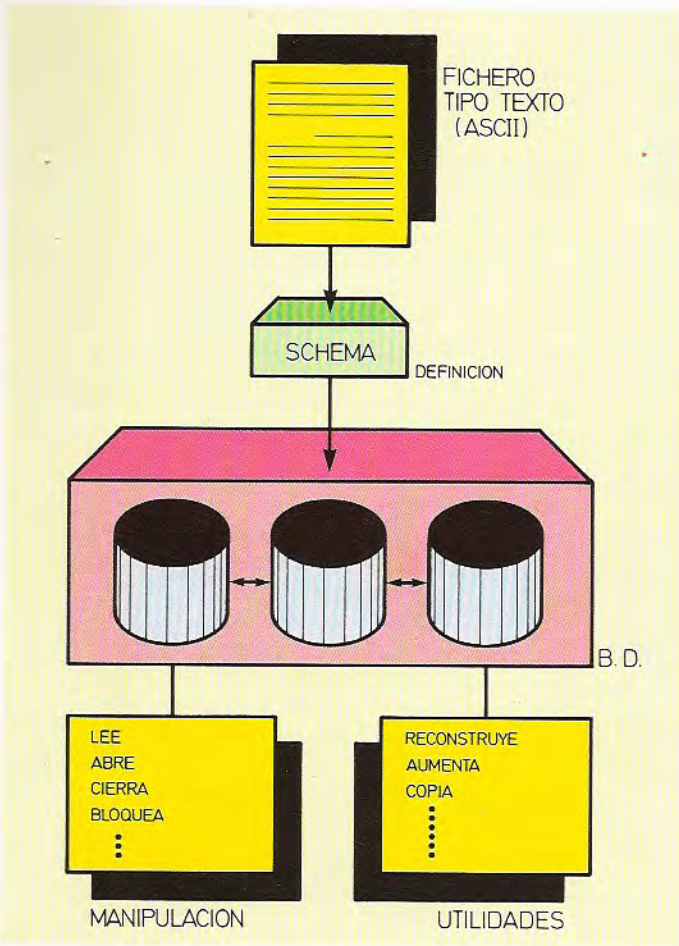 FICHERO
TIPO TEXTO
(ASCII)
SCHEMA
DEFINICION
B. D.
LEE
ABRE
CIERRA
BLOQUEA
RECONSTRUYE
AUMENTA
COPIA
MANIPULACION
UTILIDADES